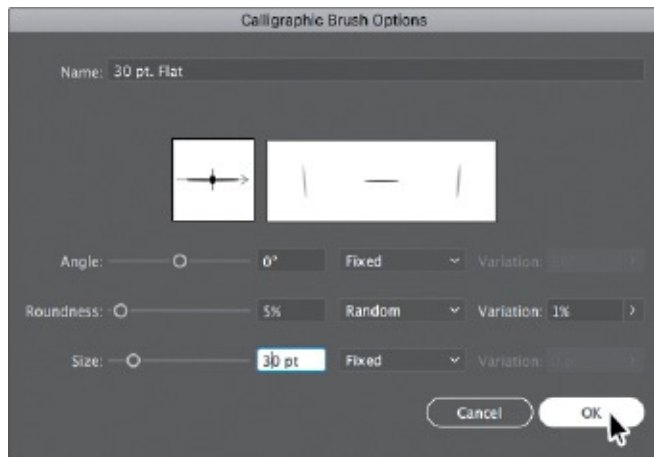 Calligraphic Brush Options
Name: 30 pt. Flat
Angle: 0° Fixed Variation:
Roundness: 5% Random Variation: 1%
Size: 30 pt Fixed Variation:
Cancel OK